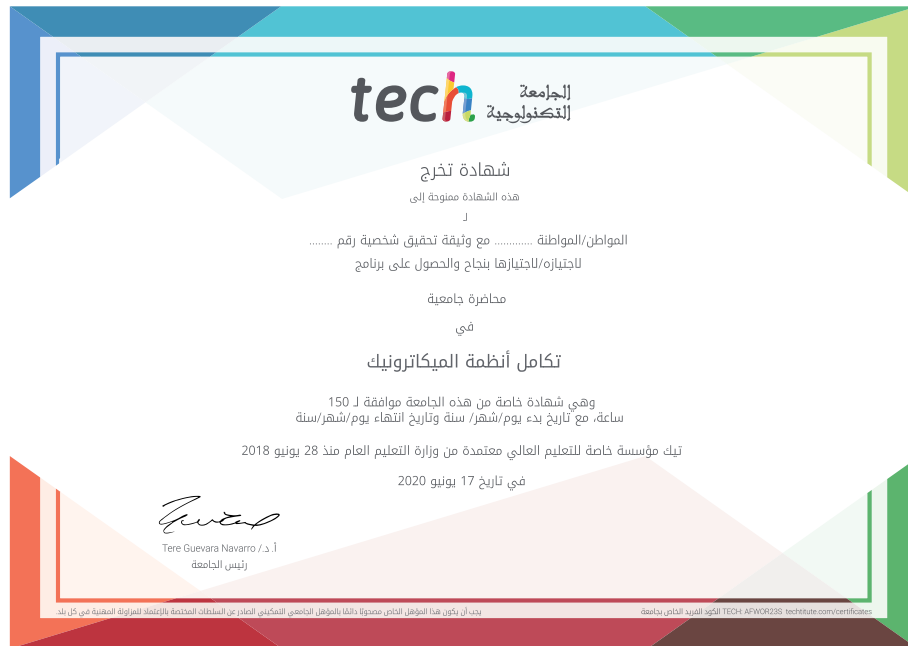 tech الجامعة
التكنولوجية
شهادة تخرج
هذه الشهادة ممنوحة إلى
لـ
المواطن/المواطنة ............. مع وثيقة تحقيق شخصية رقم ........
لاجتيازه/لاجتيازها بنجاح والحصول على برنامج
محاضرة جامعية
في
تكامل أنظمة الميكاترونيك
وهي شهادة خاصة من هذه الجامعة موافقة لـ 150
ساعة، مع تاريخ بدء يوم/شهر/ سنة وتاريخ انتهاء يوم/شهر/سنة
تيك مؤسسة خاصة للتعليم العالي معتمدة من وزارة التعليم العام منذ 28 يونيو 2018
في تاريخ 17 يونيو 2020
أ. د./ Tere Guevara Navarro
رئيس الجامعة
يجب أن يكون هذا المؤهل الخاص مصحوبًا دائمًا بالمؤهل الجامعي التمكيني الصادر عن السلطات المختصة بالإعتماد للمزاولة المهنية في كل بلد.
الكود الفريد الخاص بجامعة TECH: AFWOR23S techtitute.com/certificates